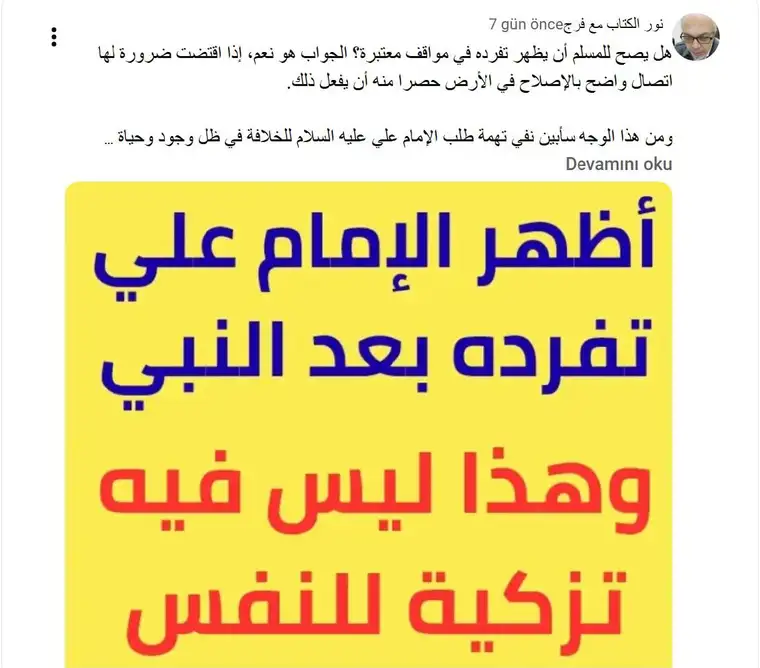 نور الكتاب مع فرج 7 gün önce
هل يصح للمسلم أن يظهر تفرده في مواقف معتبرة؟ الجواب هو نعم، إذا اقتضت ضرورة لها
اتصال واضح بالإصلاح في الأرض حصرا منه أن يفعل ذلك.
ومن هذا الوجه سأبين نفي تهمة طلب الإمام علي عليه السلام للخلافة في ظل وجود وحياة ...
Devamını oku
أظهر الإمام علي
تفرده بعد النبي
وهذا ليس فيه
تزكية للنفس